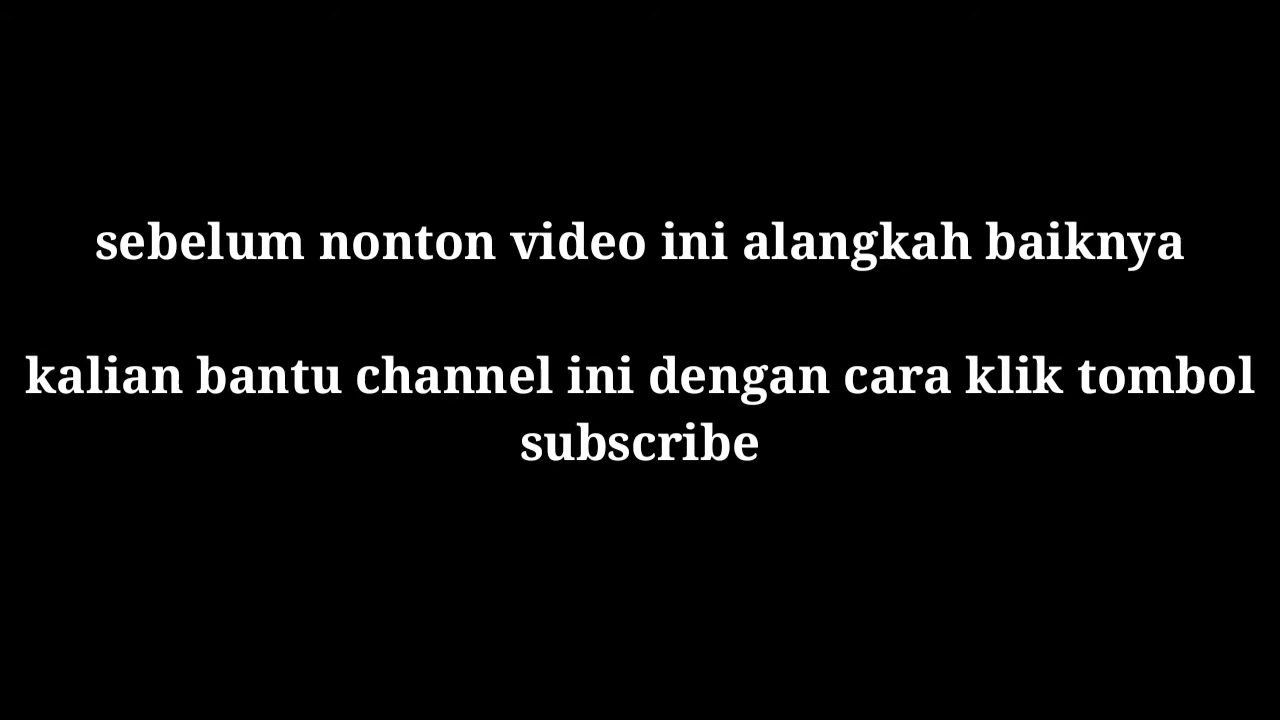 sebelum nonton video ini alangkah baiknya
kalian bantu channel ini dengan cara klik tombol
subscribe